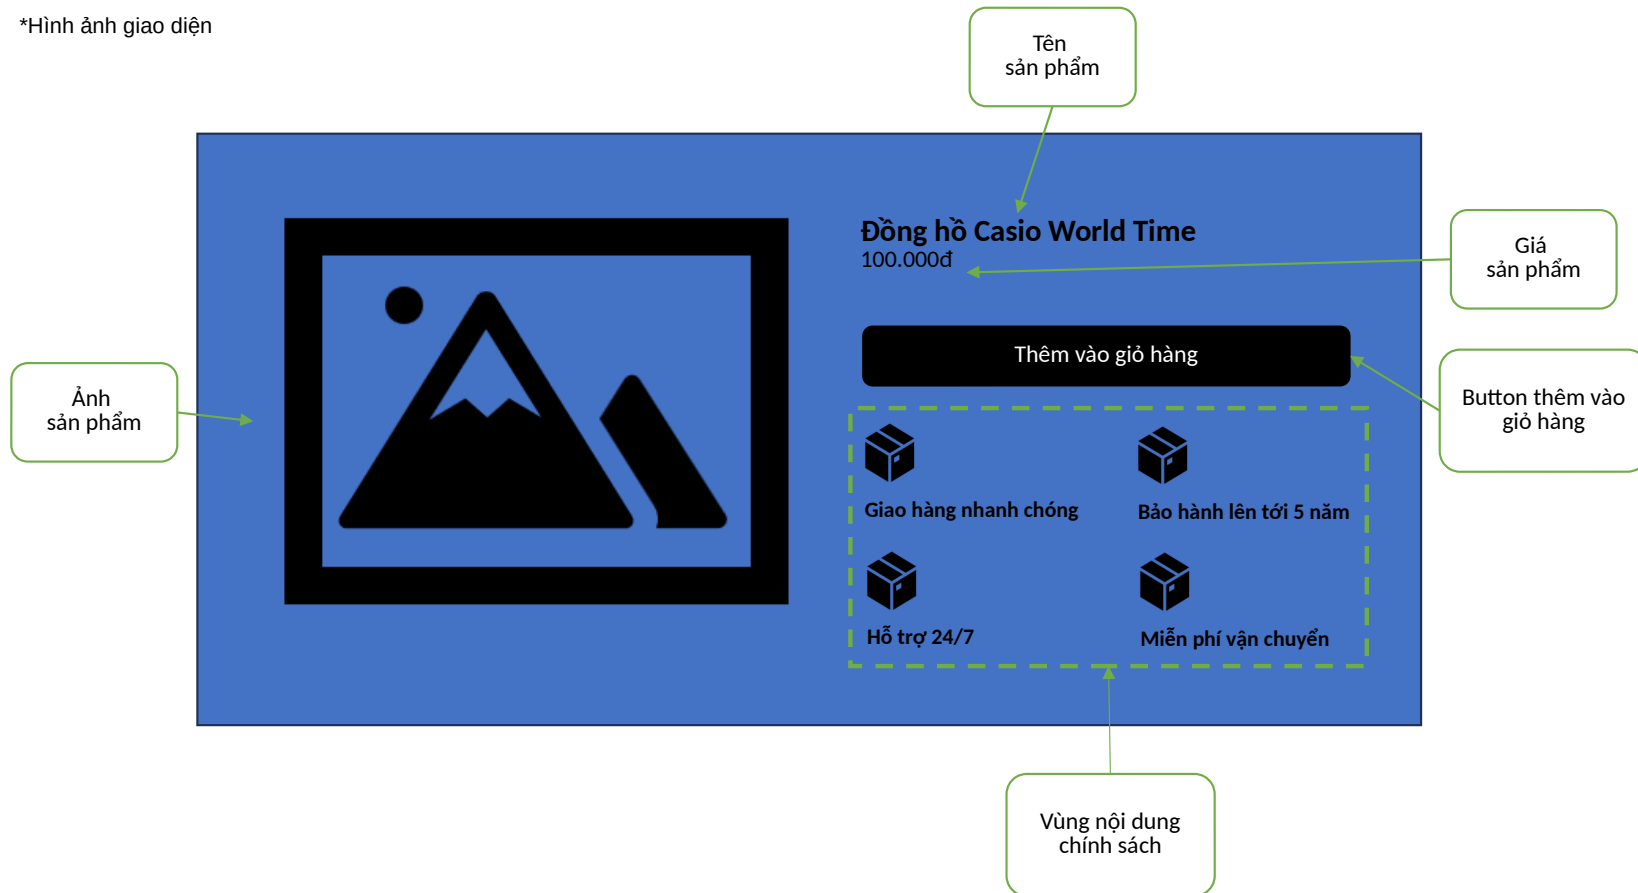 *Hình ảnh giao diện
Tên
sản phẩm
Đồng hồ Casio World Time
100.000đ
Giá
sản phẩm
Thêm vào giỏ hàng
Button thêm vào
giỏ hàng
Ảnh
sản phẩm
Giao hàng nhanh chóng
Bảo hành lên tới 5 năm
Hỗ trợ 24/7
Miễn phí vận chuyển
Vùng nội dung
chính sách